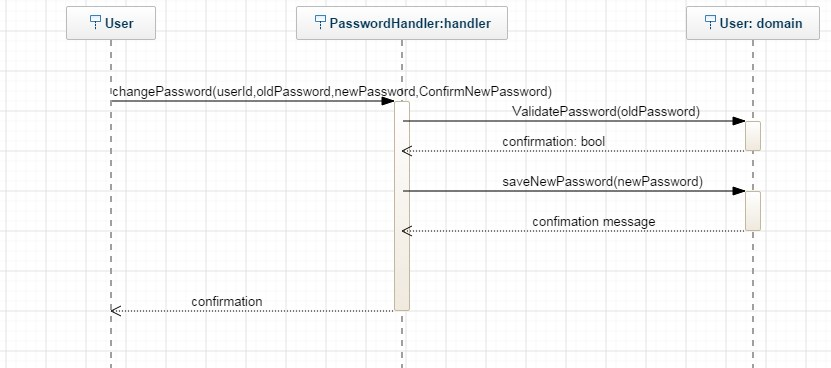 User
PasswordHandler:handler
User: domain
changePassword(userId,oldPassword,newPassword,ConfirmNewPassword)
ValidatePassword(oldPassword)
confirmation: bool
saveNewPassword(newPassword)
confimation message
confirmation